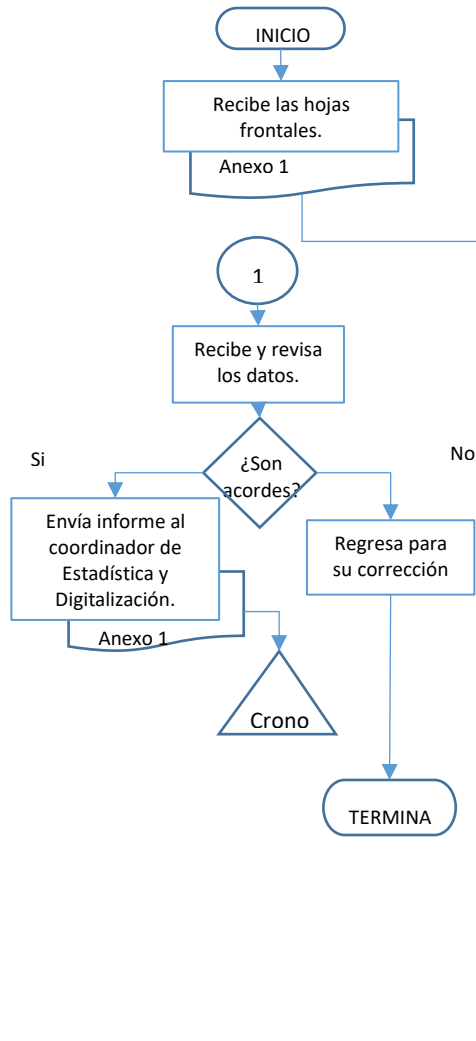 INICIO
Recibe las hojas
frontales.
Anexo 1
1
Recibe y revisa
los datos.
Si
¿Son
acordes?
No
Envía informe al
coordinador de
Estadística y
Digitalización.
Regresa para
su corrección
Anexo 1
Crono
TERMINA